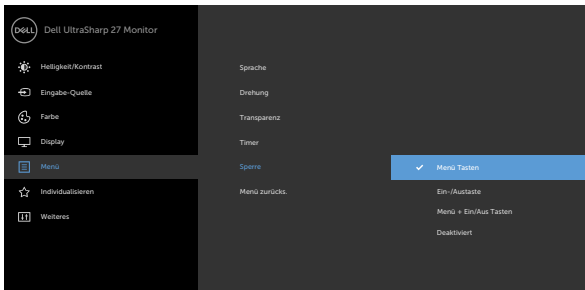 DELL Dell UltraSharp 27 Monitor
Helligkeit/Kontrast
Eingabe-Quelle
Farbe
Display
Menü
Individualisieren
Weiteres
Sprache
Drehung
Transparenz
Timer
Sperre
Menü zurücks.
Menü Tasten
Ein-/Austaste
Menü + Ein/Aus Tasten
Deaktiviert